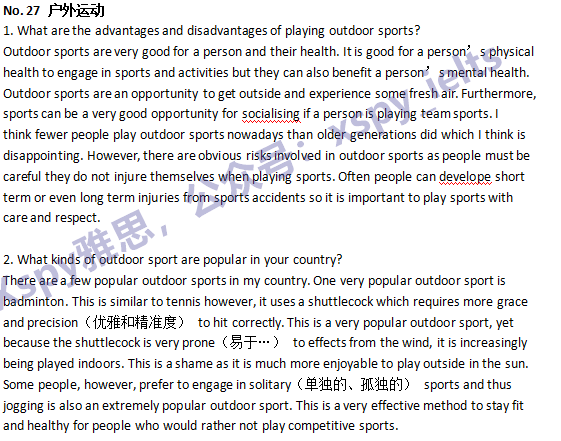 No. 27 户外运动
1. What are the advantages and disadvantages of playing outdoor sports?
Outdoor sports are very good for a person and their health. It is good for a person’s physical
health to engage in sports and activities but they can also benefit a person’s mental health.
Outdoor sports are an opportunity to get outside and experience some fresh air. Furthermore,
sports can be a very good opportunity for socialising if a person is playing team sports. I
think fewer people play outdoor sports nowadays than older generations did which I think is
disappointing. However, there are obvious risks involved in outdoor sports as people must be
careful they do not injure themselves when playing sports. Often people can develope short
term or even long term injuries from sports accidents so it is important to play sports with
care and respect.
2. What kinds of outdoor sport are popular in your country?
There are a few popular outdoor sports in my country. One very popular outdoor sport is
badminton. This is similar to tennis however, it uses a shuttlecock which requires more grace
and precision（优雅和精准度） to hit correctly. This is a very popular outdoor sport, yet
because the shuttlecock is very prone（易于…） to effects from the wind, it is increasingly
being played indoors. This is a shame as it is much more enjoyable to play outside in the sun.
Some people, however, prefer to engage in solitary（单独的、孤独的） sports and thus
jogging is also an extremely popular outdoor sport. This is a very effective method to stay fit
and healthy for people who would rather not play competitive sports.
xspy雅思，公众号：xspy.ielts